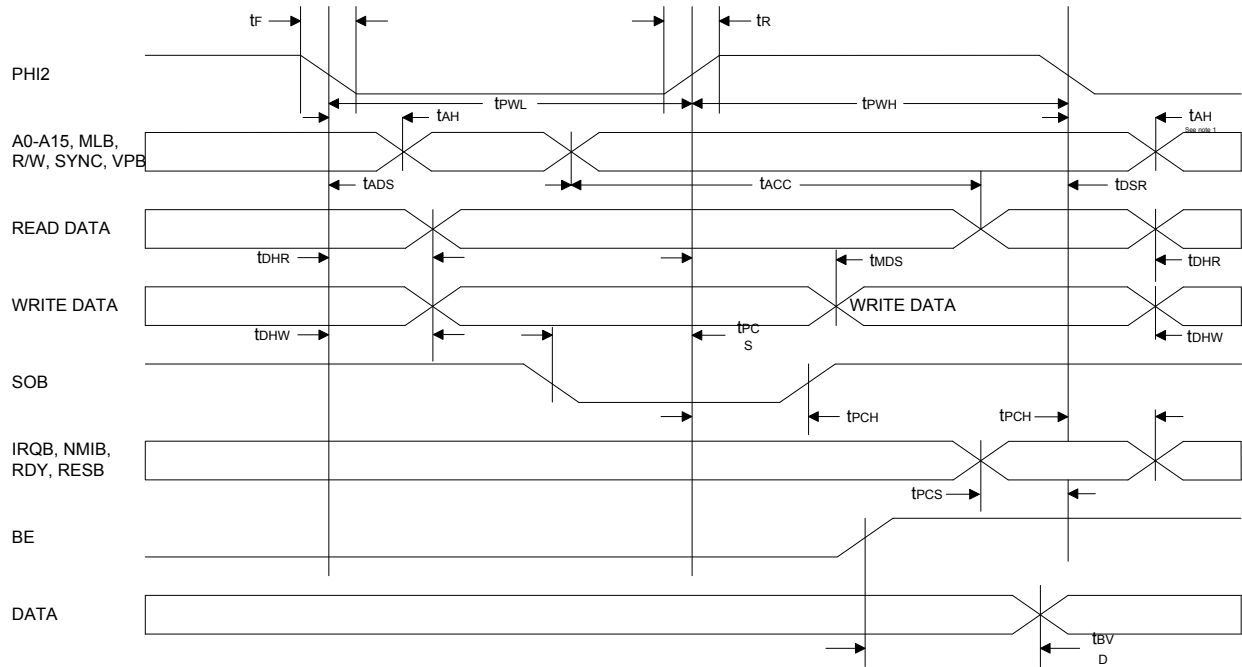 tF
tR
PHI2
tPWL
tPWH
tAH
tAH
See note 1
A0-A15, MLB,
R/W, SYNC, VPB
tADS
tACC
tDSR
READ DATA
tDHR
tMDS
tDHR
WRITE DATA
WRITE DATA
tDHW
tPC
S
tDHW
SOB
tPCH
tPCH
IRQB, NMIB,
RDY, RESB
tPCS
BE
DATA
tBV
D